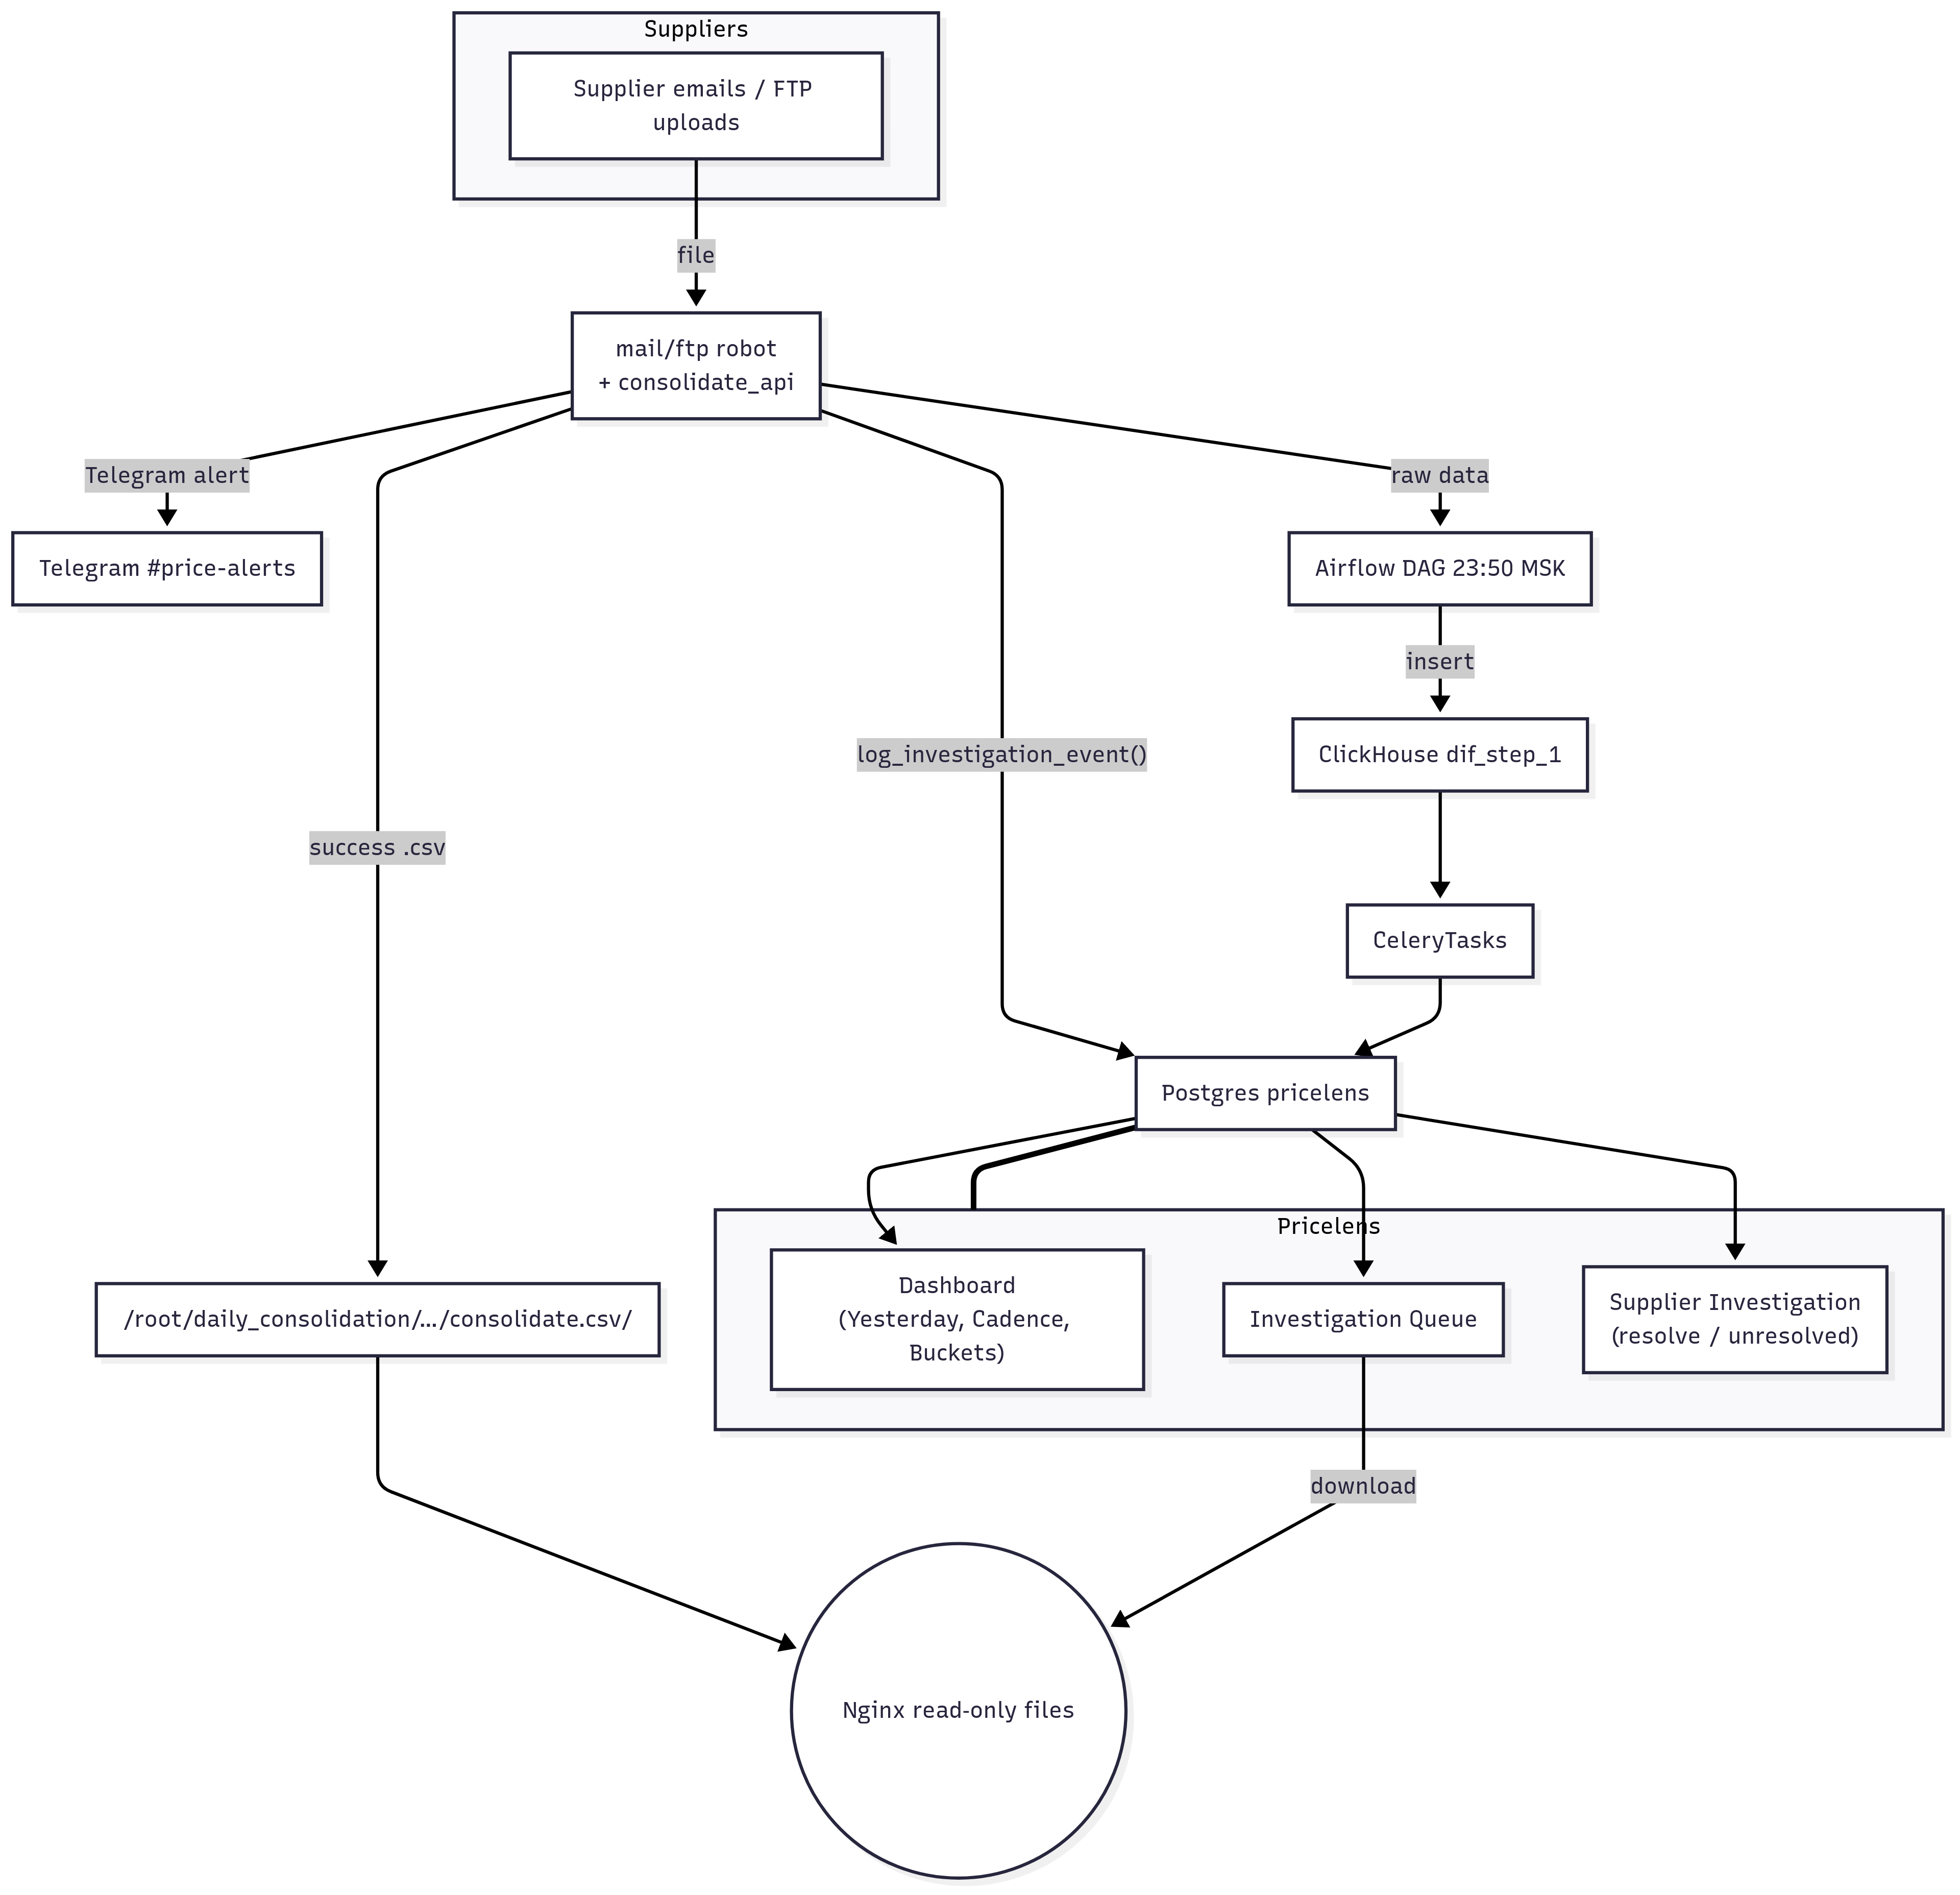 Suppliers
Supplier emails / FTP
uploads
file
mail/ftp robot
+ consolidate_api
Telegram alert
raw data
Telegram #price-alerts
Airflow DAG 23:50 MSK
insert
log_investigation_event()
ClickHouse dif_step_1
success .csv
CeleryTasks
Postgres pricelens
Pricelens
/root/daily_consolidation/.../consolidate.csv/
Dashboard
(Yesterday, Cadence,
Buckets)
Investigation Queue
Supplier Investigation
(resolve / unresolved)
download
Nginx read-only files